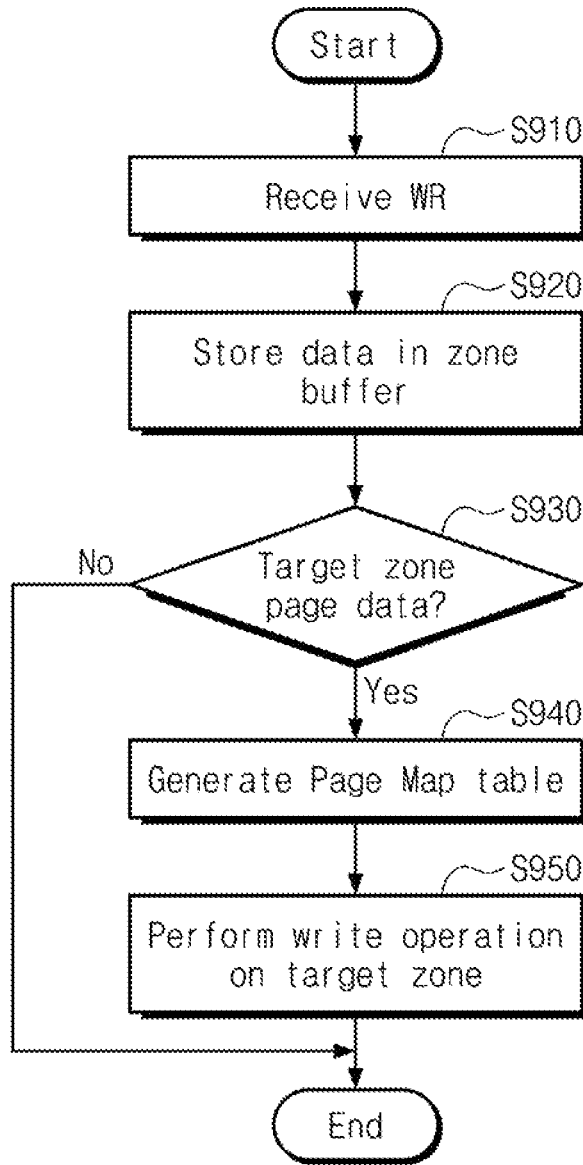 Start
S910
Receive WR
S920
Store data in zone
buffer
S930
No
Target zone
page data?
Yes
S940
Generate Page Map table
S950
Perform write operation
on target zone
End